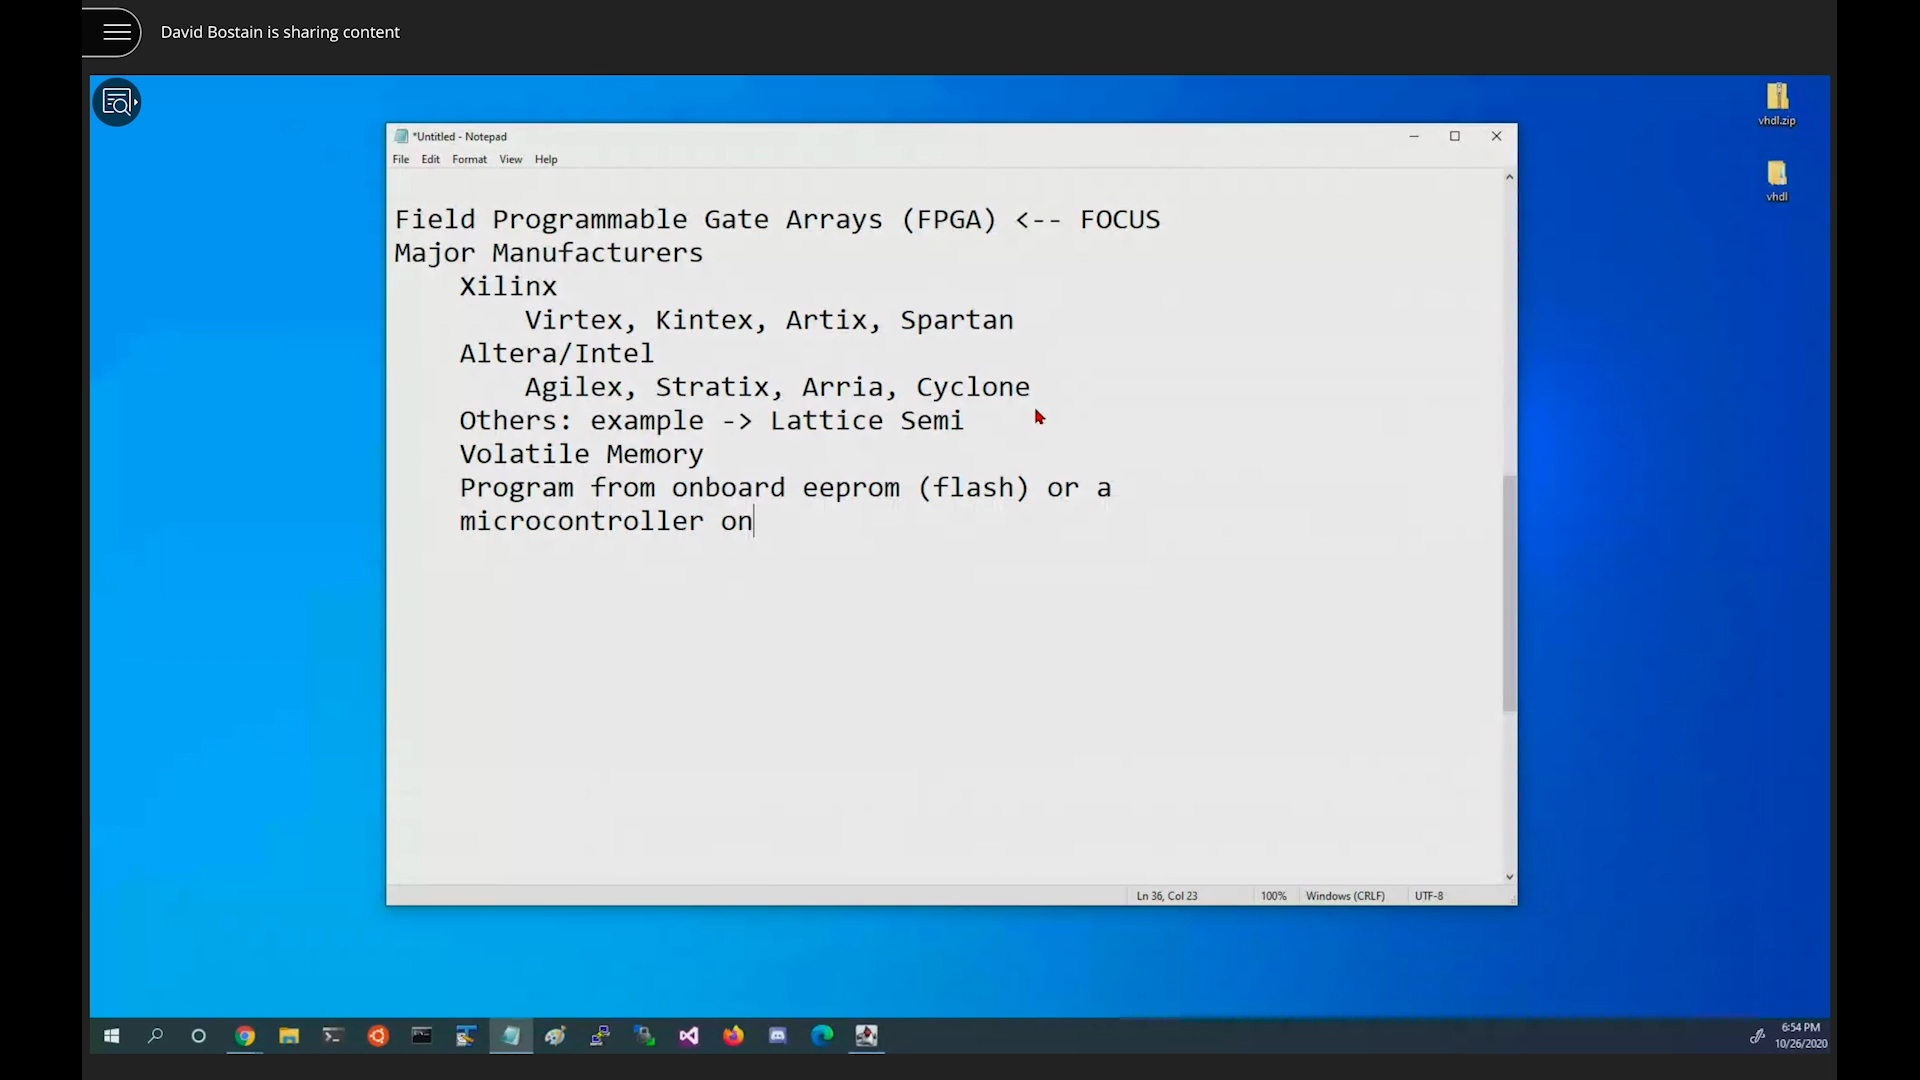 David Bostain is sharing content
vhdl.zip
vhdl
*Untitled - Notepad
File Edit Format View Help
Field Programmable Gate Arrays (FPGA) <-- FOCUS
Major Manufacturers
Xilinx
Virtex, Kintex, Artix, Spartan
Altera/Intel
Agilex, Stratix, Arria, Cyclone
Others: example -> Lattice Semi
Volatile Memory
Program from onboard eeprom (flash) or a
microcontroller on
Ln 36, Col 23 100% Windows (CRLF) UTF-8
6:54 PM
10/26/2020